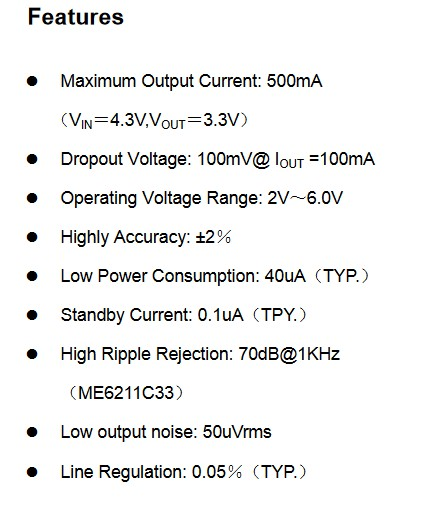 Features
● Maximum Output Current: 500mA
（VIN＝4.3V,VOUT＝3.3V）
● Dropout Voltage: 100mV@ IOUT =100mA
● Operating Voltage Range: 2V～6.0V
● Highly Accuracy: ±2％
● Low Power Consumption: 40uA（TYP.）
● Standby Current: 0.1uA（TPY.）
● High Ripple Rejection: 70dB@1KHz
（ME6211C33）
● Low output noise: 50uVrms
● Line Regulation: 0.05％（TYP.）